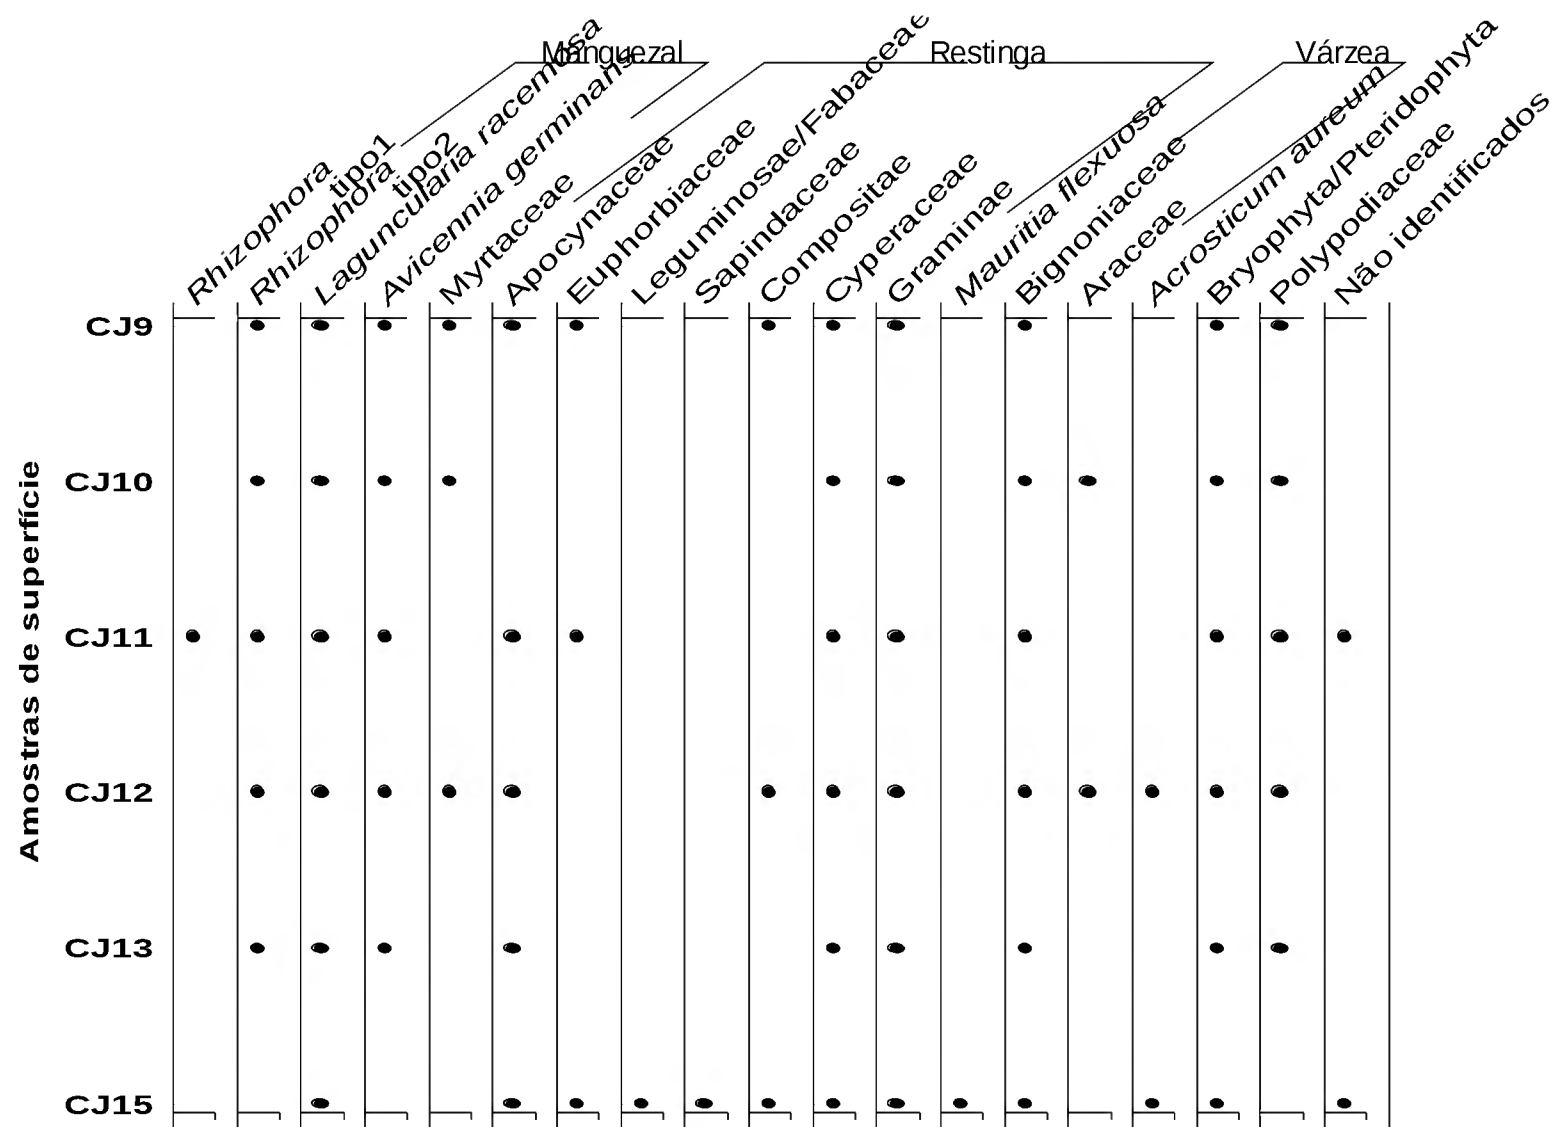 Manguezal
Restinga
Várzea
Rhizophora
tipo1
Rhizophora
tipo2
Laguncularia racemosa
Avicennia germinans
Myrtaceae
Apocynaceae
Euphorbiaceae
Leguminosae/Fabaceae
Sapindaceae
Compositae
Cyperaceae
Graminae
Mauritia flexuosa
Bignoniaceae
Araceae
Acrosticum aureum
Bryophyta/Pteridophyta
Polypodiaceae
Não identificados
Amostras de superfície
CJ9
CJ10
CJ11
CJ12
CJ13
CJ15